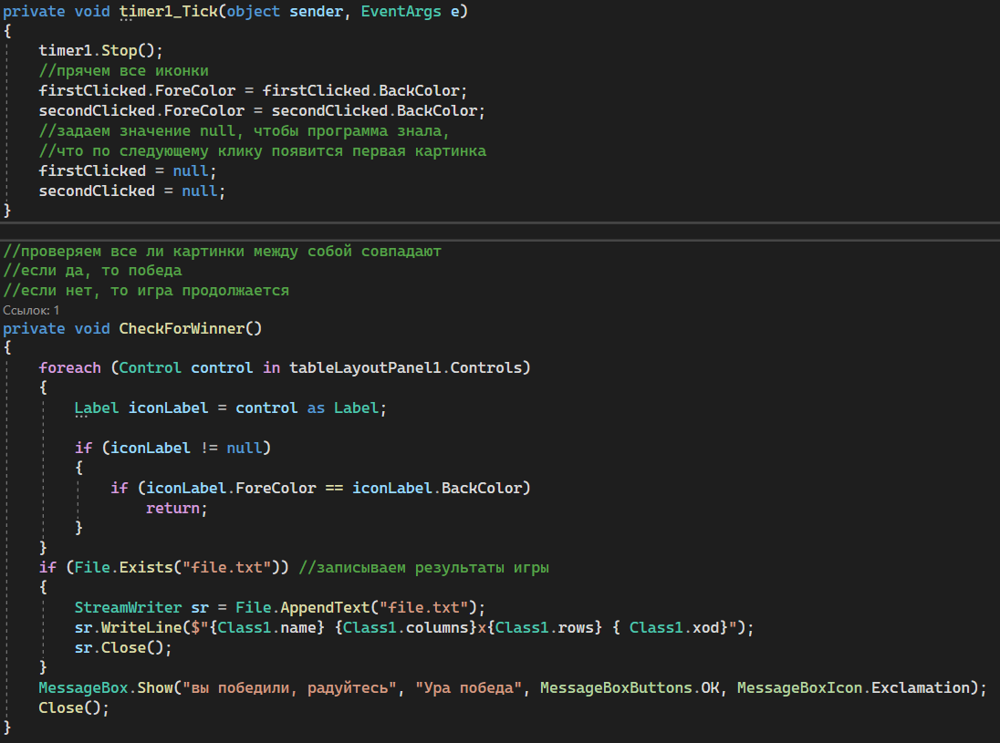 private void timer1_Tick(object sender, EventArgs e)
{
    timer1.Stop();
    //прячем все иконки
    firstClicked.ForeColor = firstClicked.BackColor;
    secondClicked.ForeColor = secondClicked.BackColor;
    //задаем значение null, чтобы программа знала,
    //что по следующему клику появится первая картинка
    firstClicked = null;
    secondClicked = null;
}
//проверяем все ли картинки между собой совпадают
//если да, то победа
//если нет, то игра продолжается
Ссылок: 1
private void CheckForWinner()
{
    foreach (Control control in tableLayoutPanel1.Controls)
    {
        Label iconLabel = control as Label;
        if (iconLabel != null)
        {
            if (iconLabel.ForeColor == iconLabel.BackColor)
                return;
        }
    }
    if (File.Exists("file.txt")) //записываем результаты игры
    {
        StreamWriter sr = File.AppendText("file.txt");
        sr.WriteLine($"{Class1.name} {Class1.columns}x{Class1.rows} { Class1.xod}");
        sr.Close();
    }
    MessageBox.Show("вы победили, радуйтесь", "Ура победа", MessageBoxButtons.OK, MessageBoxIcon.Exclamation);
    Close();
}